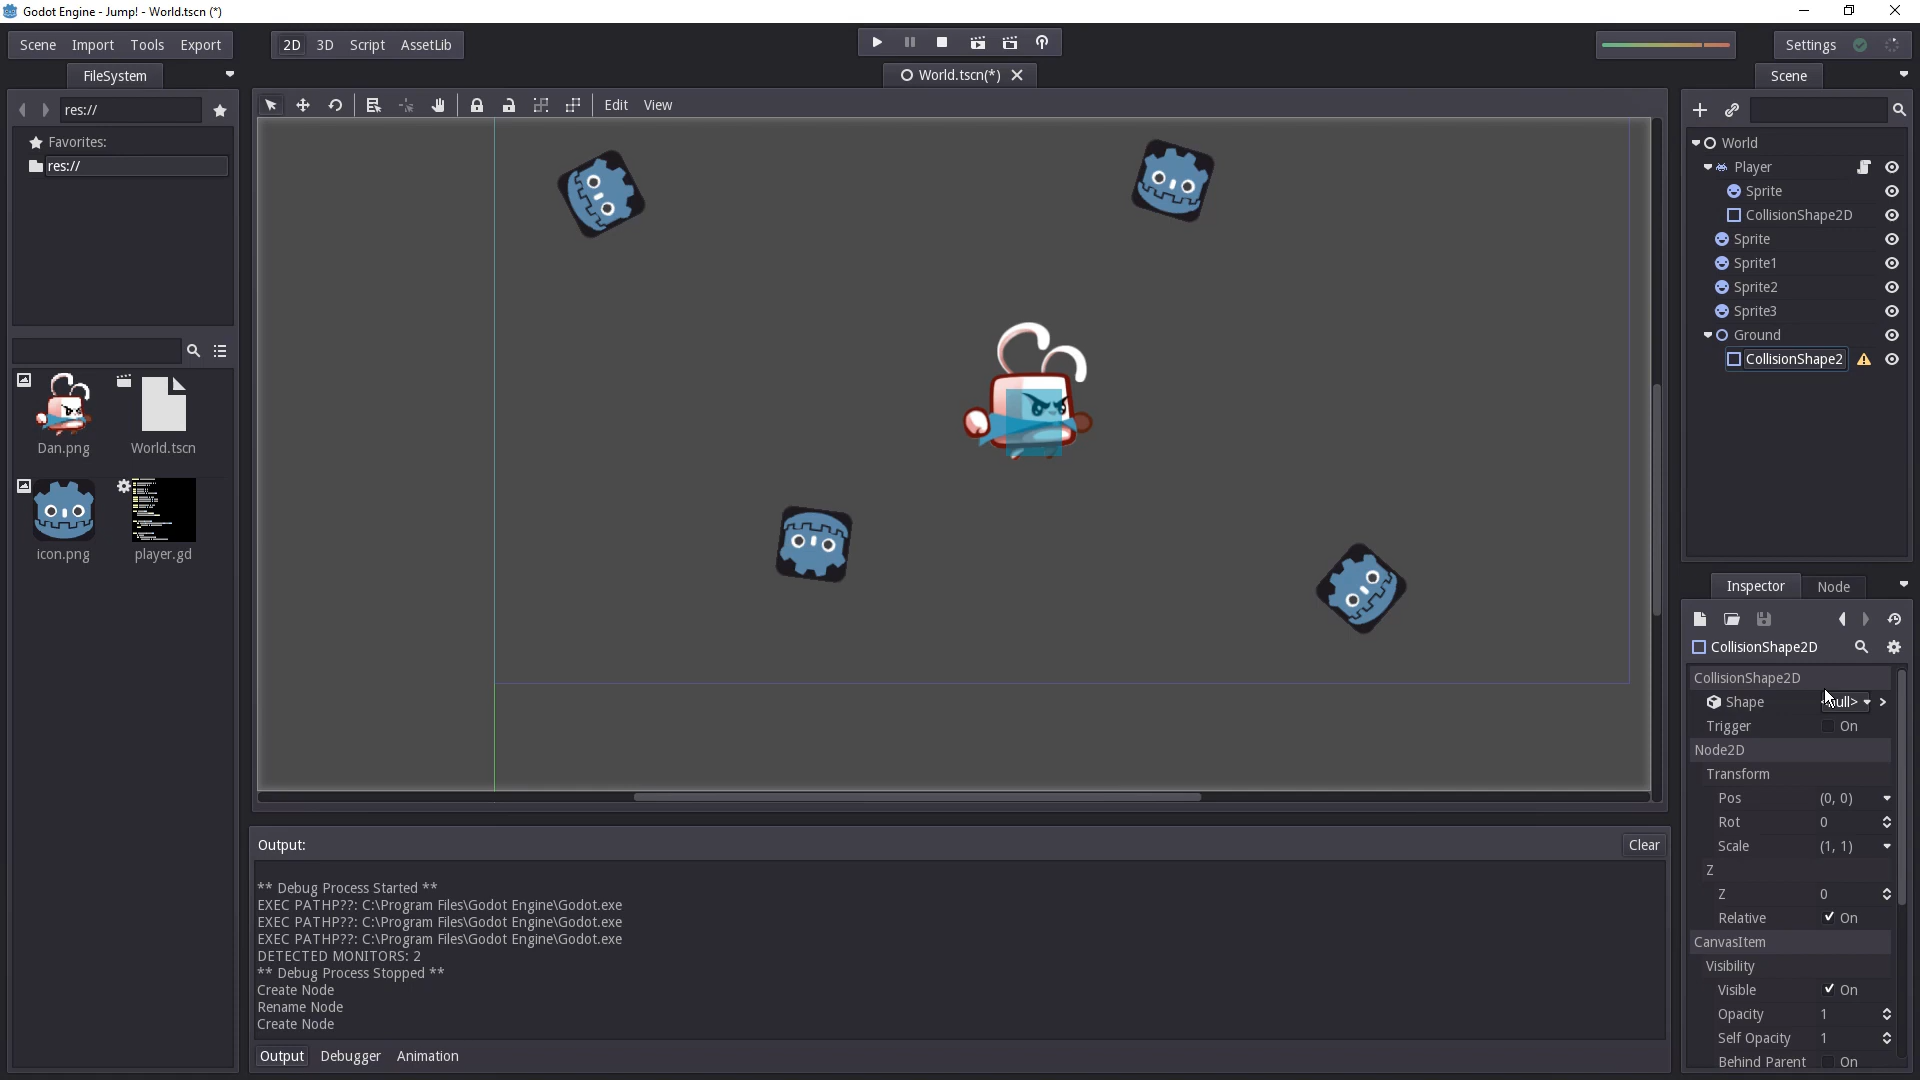 Godot Engine - Jump! - World.tscn (*)
Scene Import Tools Export
2D 3D Script AssetLib
Settings
FileSystem
World.tscn(*)
Scene
res://
Edit View
Favorites:
res://
World
Player
Sprite
CollisionShape2D
Sprite
Sprite1
Sprite2
Sprite3
Ground
CollisionShape2
Dan.png
World.tscn
icon.png
player.gd
Inspector Node
CollisionShape2D
CollisionShape2D
Shape
Trigger On
Node2D
Transform
Pos (0, 0)
Rot 0
Scale (1, 1)
Z
Z 0
Relative On
CanvasItem
Visibility
Visible On
Opacity 1
Self Opacity 1
Behind Parent On
Output:
Clear
** Debug Process Started **
EXEC PATHP??: C:\Program Files\Godot Engine\Godot.exe
EXEC PATHP??: C:\Program Files\Godot Engine\Godot.exe
EXEC PATHP??: C:\Program Files\Godot Engine\Godot.exe
DETECTED MONITORS: 2
** Debug Process Stopped **
Create Node
Rename Node
Create Node
Output Debugger Animation